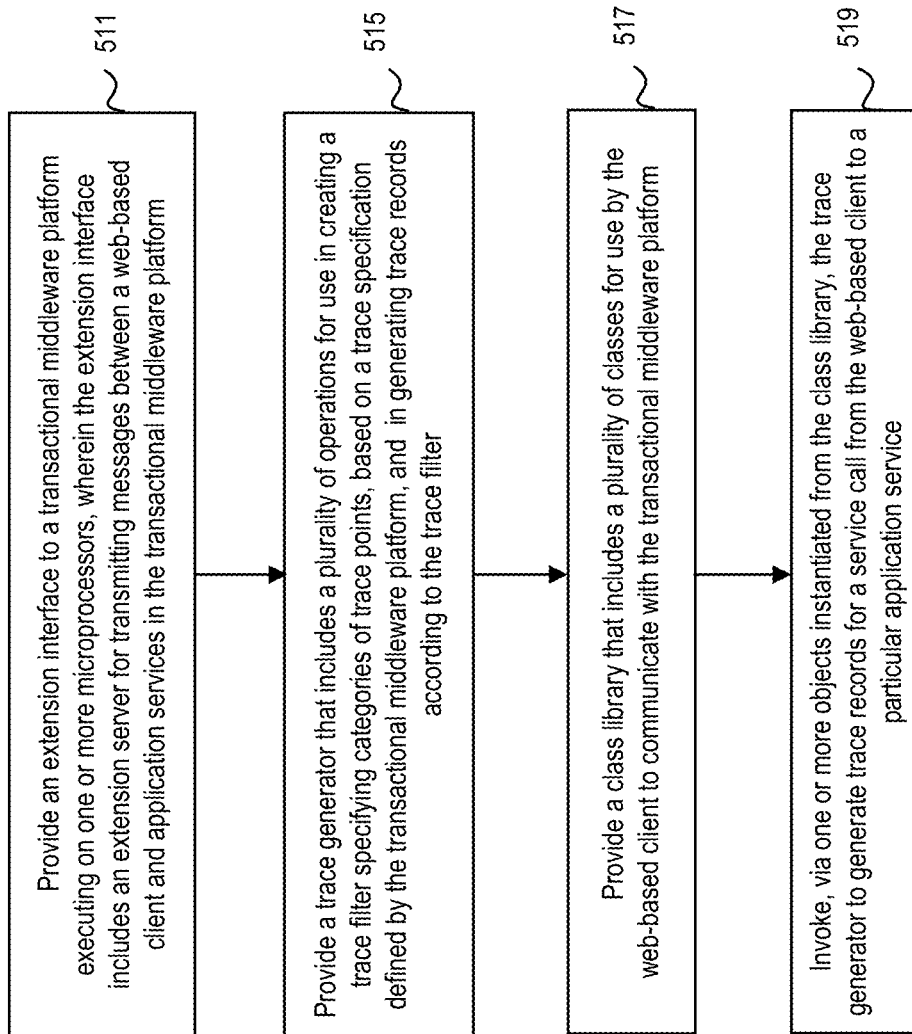 Provide an extension interface to a transactional middleware platform
executing on one or more microprocessors, wherein the extension interface
includes an extension server for transmitting messages between a web-based
client and application services in the transactional middleware platform
511
Provide a trace generator that includes a plurality of operations for use in creating a
trace filter specifying categories of trace points, based on a trace specification
defined by the transactional middleware platform, and in generating trace records
according to the trace filter
515
Provide a class library that includes a plurality of classes for use by the
web-based client to communicate with the transactional middleware platform
517
Invoke, via one or more objects instantiated from the class library, the trace
generator to generate trace records for a service call from the web-based client to a
particular application service
519